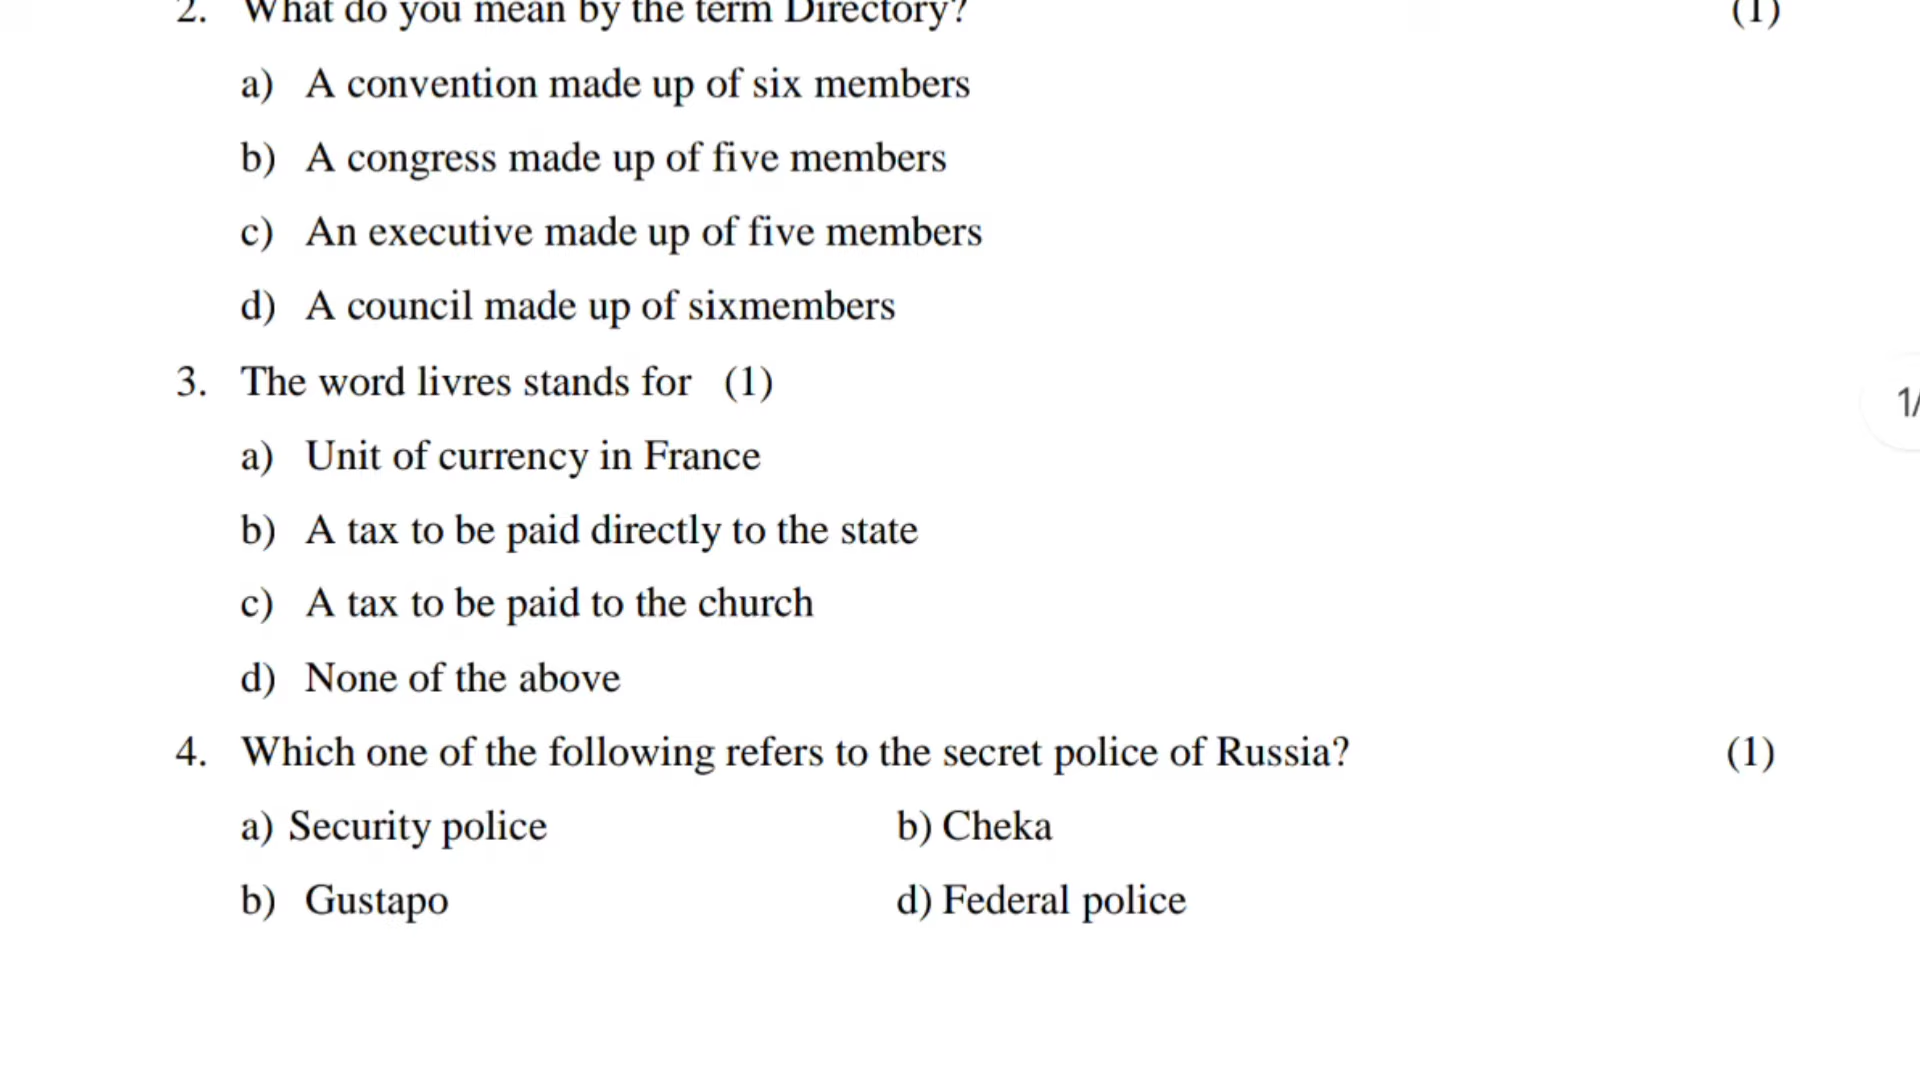 2. What do you mean by the term Directory? (1)
a) A convention made up of six members
b) A congress made up of five members
c) An executive made up of five members
d) A council made up of sixmembers
3. The word livres stands for (1)
a) Unit of currency in France
b) A tax to be paid directly to the state
c) A tax to be paid to the church
d) None of the above
4. Which one of the following refers to the secret police of Russia? (1)
a) Security police b) Cheka
b) Gustapo d) Federal police
1/